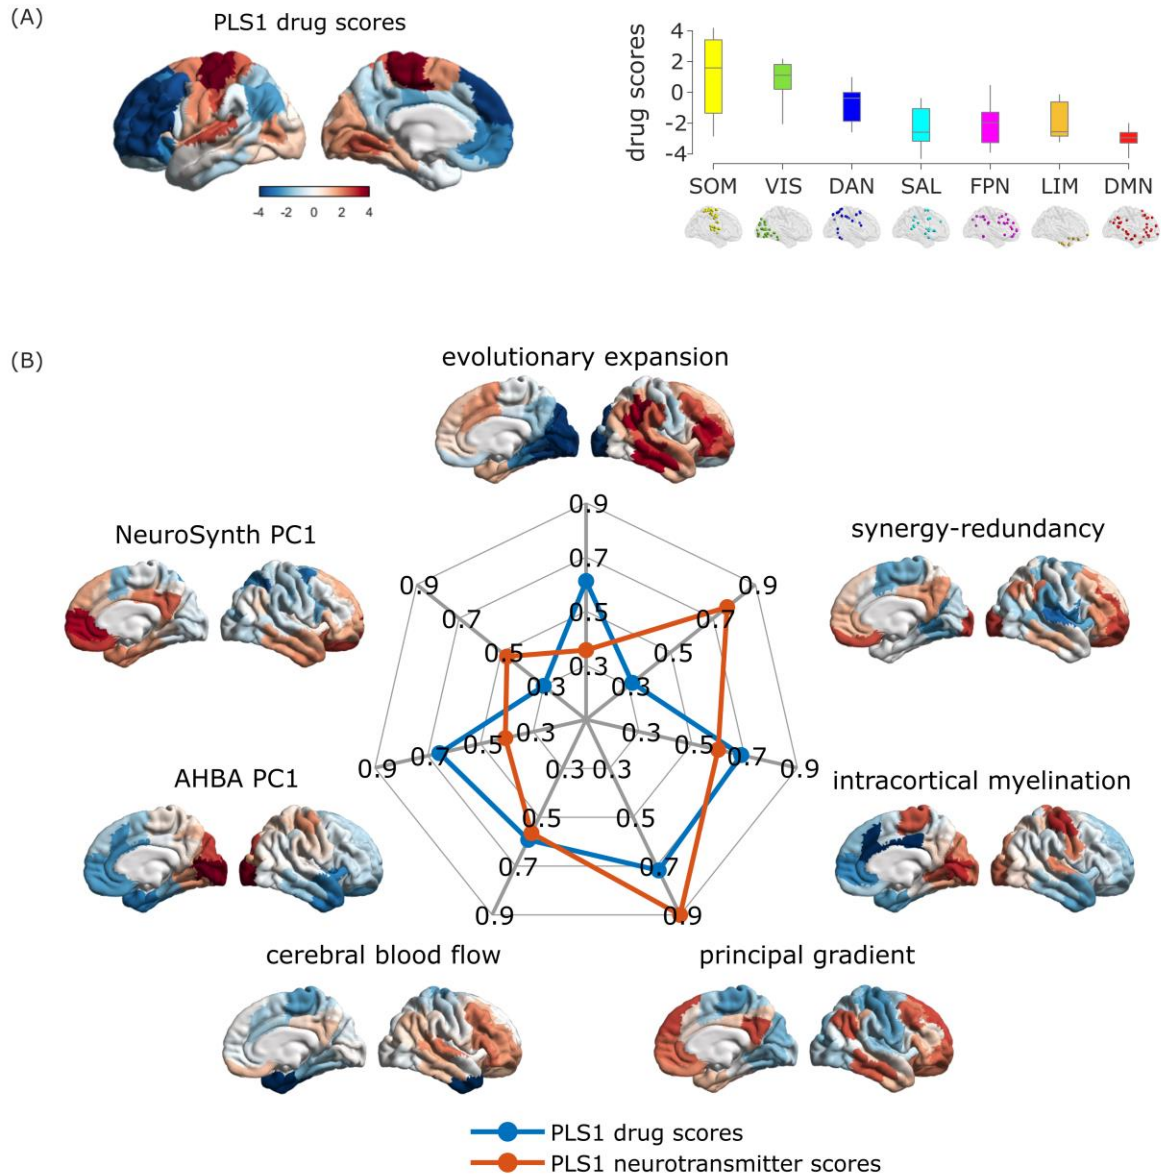 (A)
PLS1 drug scores
-4 -2 0 2 4
drug scores
4
2
0
-2
-4
SOM VIS DAN SAL FPN LIM DMN
(B)
evolutionary expansion
NeuroSynth PC1
synergy-redundancy
0.9
0.7
0.5
0.3
0.9
0.7
0.5
0.3
0.9
0.7
0.5
0.3
AHBA PC1
intracortical myelination
0.9 0.7 0.5 0.3
0.3 0.5 0.7 0.9
0.3 0.3
0.5 0.5
0.7 0.7
0.9 0.9
cerebral blood flow
principal gradient
PLS1 drug scores
PLS1 neurotransmitter scores